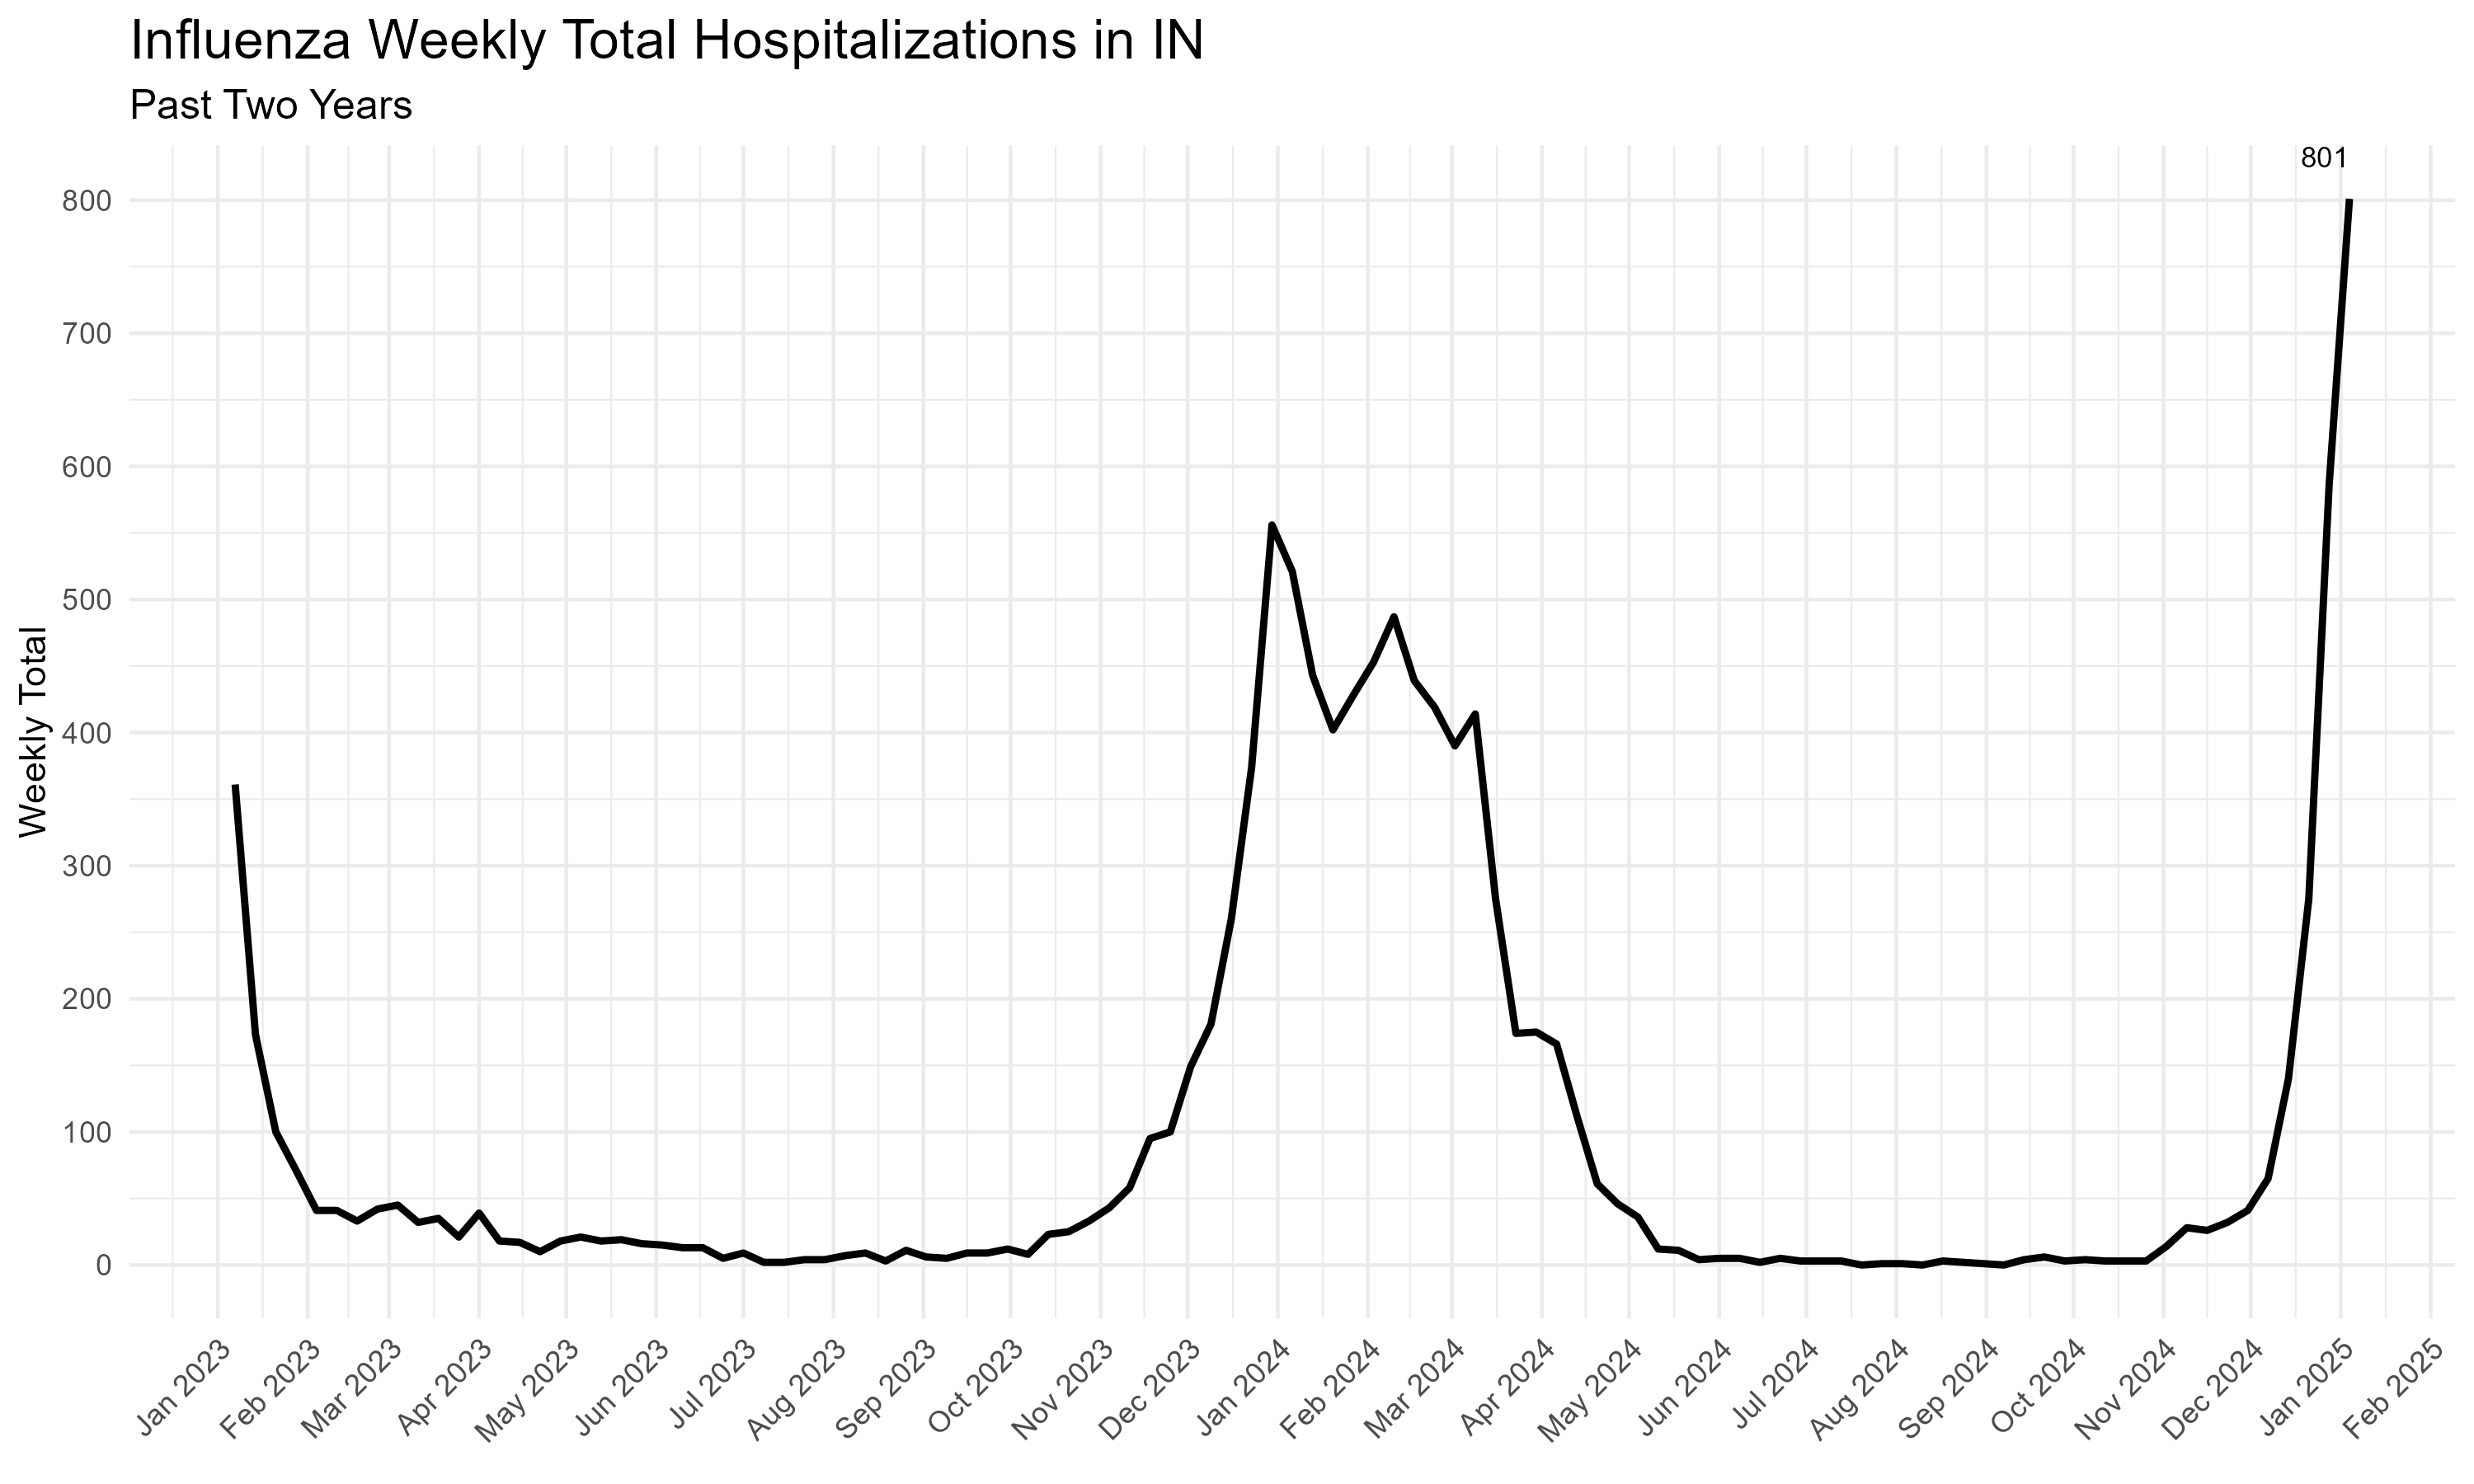 Influenza Weekly Total Hospitalizations in IN
Past Two Years
801
Weekly Total
800
700
600
500
400
300
200
100
0
Jan 2023
Feb 2023
Mar 2023
Apr 2023
May 2023
Jun 2023
Jul 2023
Aug 2023
Sep 2023
Oct 2023
Nov 2023
Dec 2023
Jan 2024
Feb 2024
Mar 2024
Apr 2024
May 2024
Jun 2024
Jul 2024
Aug 2024
Sep 2024
Oct 2024
Nov 2024
Dec 2024
Jan 2025
Feb 2025